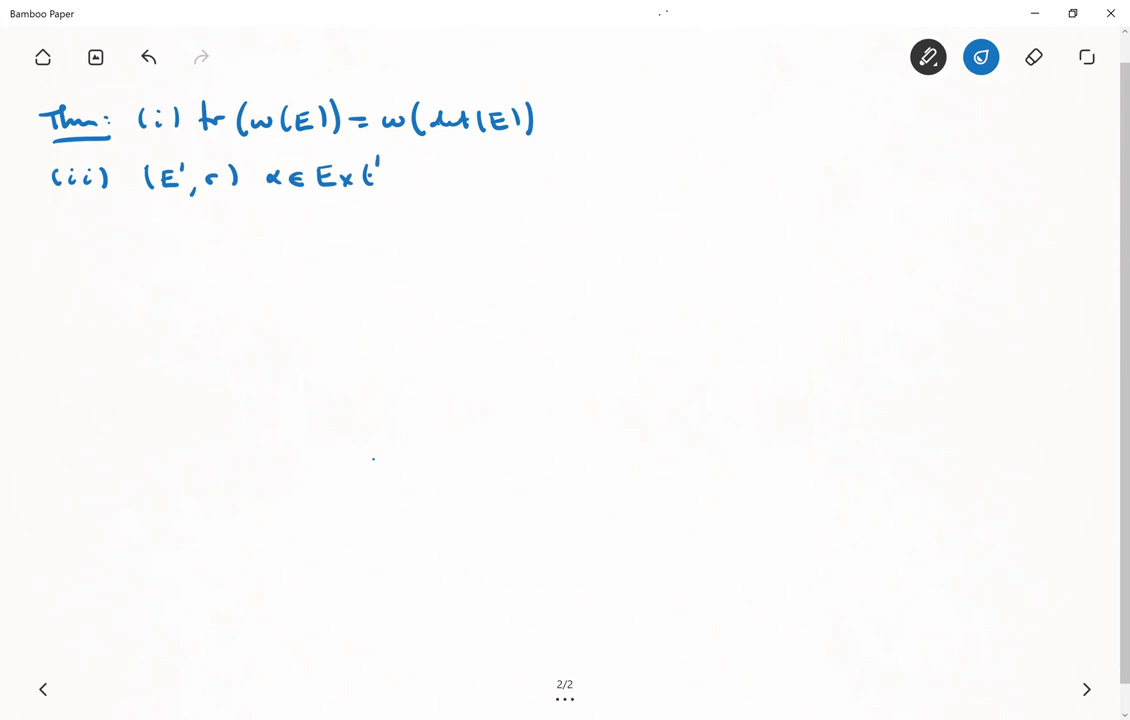 Bamboo Paper
Thm: (i) tr(w(E)) = w(det(E))
(ii) (E', σ) α ∈ Ext'
2/2